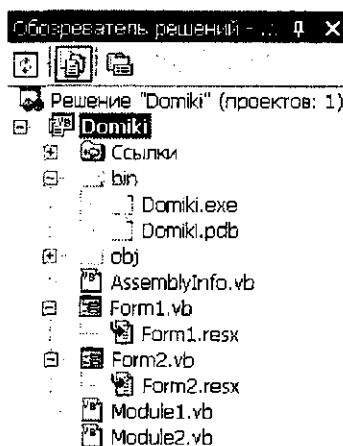 Обозреватель решений - ...
Решение "Domiki" (проектов: 1)
Domiki
Ссылки
bin
Domiki.exe
Domiki.pdb
obj
AssemblyInfo.vb
Form1.vb
Form1.resx
Form2.vb
Form2.resx
Module1.vb
Module2.vb